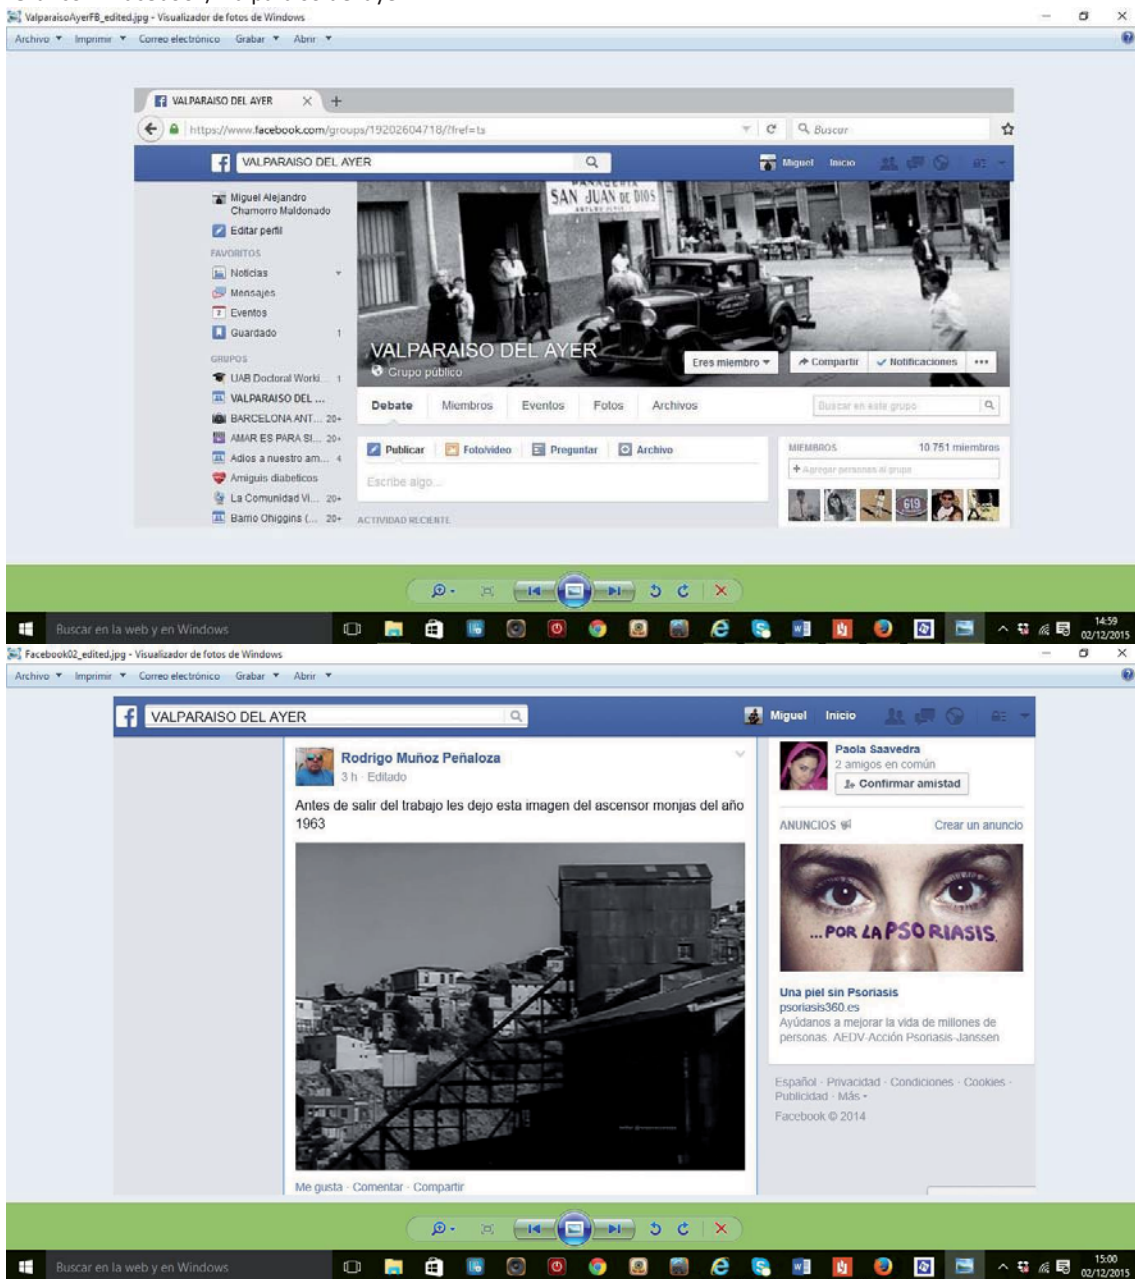 ValparaisoAyerFB_edited.jpg - Visualizador de fotos de Windows
Archivo Imprimir Correo electrónico Grabar Abrir
VALPARAISO DEL AYER
https://www.facebook.com/groups/19202604718/?fref=ts
Buscar
VALPARAISO DEL AYER
Miguel Inicio
Miguel Alejandro
Chamorro Maldonado
Editar perfil
FAVORITOS
Noticias
Mensajes
Eventos
Guardado 1
GRUPOS
UAB Doctoral Worki... 1
VALPARAISO DEL ...
BARCELONA ANT... 20+
AMAR ES PARA SI... 20+
Adios a nuestro am... 4
Amiguis diabeticos
La Comunidad Vi... 20+
Barrio Ohiggins (... 20+
SAN JUAN DE DIOS
VALPARAISO DEL AYER
Grupo público
Eres miembro Compartir Notificaciones
Debate Miembros Eventos Fotos Archivos
Buscar en este grupo
Publicar Foto/vídeo Preguntar Archivo
Escribe algo...
ACTIVIDAD RECIENTE
MIEMBROS 10 751 miembros
+ Agregar personas al grupo
619
Buscar en la web y en Windows
14:59
02/12/2015
Facebook02_edited.jpg - Visualizador de fotos de Windows
Archivo Imprimir Correo electrónico Grabar Abrir
VALPARAISO DEL AYER
Miguel Inicio
Rodrigo Muñoz Peñaloza
3 h · Editado
Antes de salir del trabajo les dejo esta imagen del ascensor monjas del año
1963
Me gusta · Comentar · Compartir
Paola Saavedra
2 amigos en común
Confirmar amistad
ANUNCIOS Crear un anuncio
...POR LA PSORIASIS.
Una piel sin Psoriasis
psoriasis360.es
Ayúdanos a mejorar la vida de millones de
personas. AEDV-Acción Psoriasis-Janssen
Español · Privacidad · Condiciones · Cookies ·
Publicidad · Más
Facebook © 2014
Buscar en la web y en Windows
15:00
02/12/2015